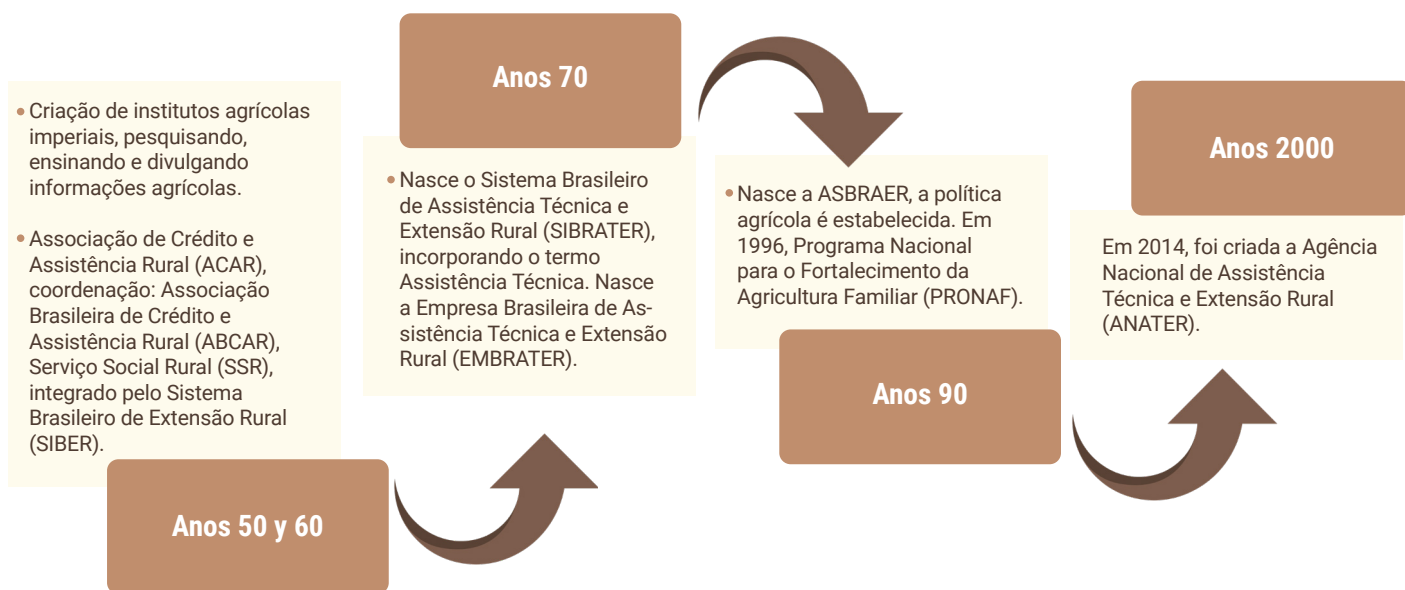 • Criação de institutos agrícolas
imperiais, pesquisando,
ensinando e divulgando
informações agrícolas.
• Associação de Crédito e
Assistência Rural (ACAR),
coordenação: Associação
Brasileira de Crédito e
Assistência Rural (ABCAR),
Serviço Social Rural (SSR),
integrado pelo Sistema
Brasileiro de Extensão Rural
(SIBER).
Anos 50 y 60
Anos 70
• Nasce o Sistema Brasileiro
de Assistência Técnica e
Extensão Rural (SIBRATER),
incorporando o termo
Assistência Técnica. Nasce
a Empresa Brasileira de As-
sistência Técnica e Extensão
Rural (EMBRATER).
• Nasce a ASBRAER, a política
agrícola é estabelecida. Em
1996, Programa Nacional
para o Fortalecimento da
Agricultura Familiar (PRONAF).
Anos 90
Anos 2000
Em 2014, foi criada a Agência
Nacional de Assistência
Técnica e Extensão Rural
(ANATER).